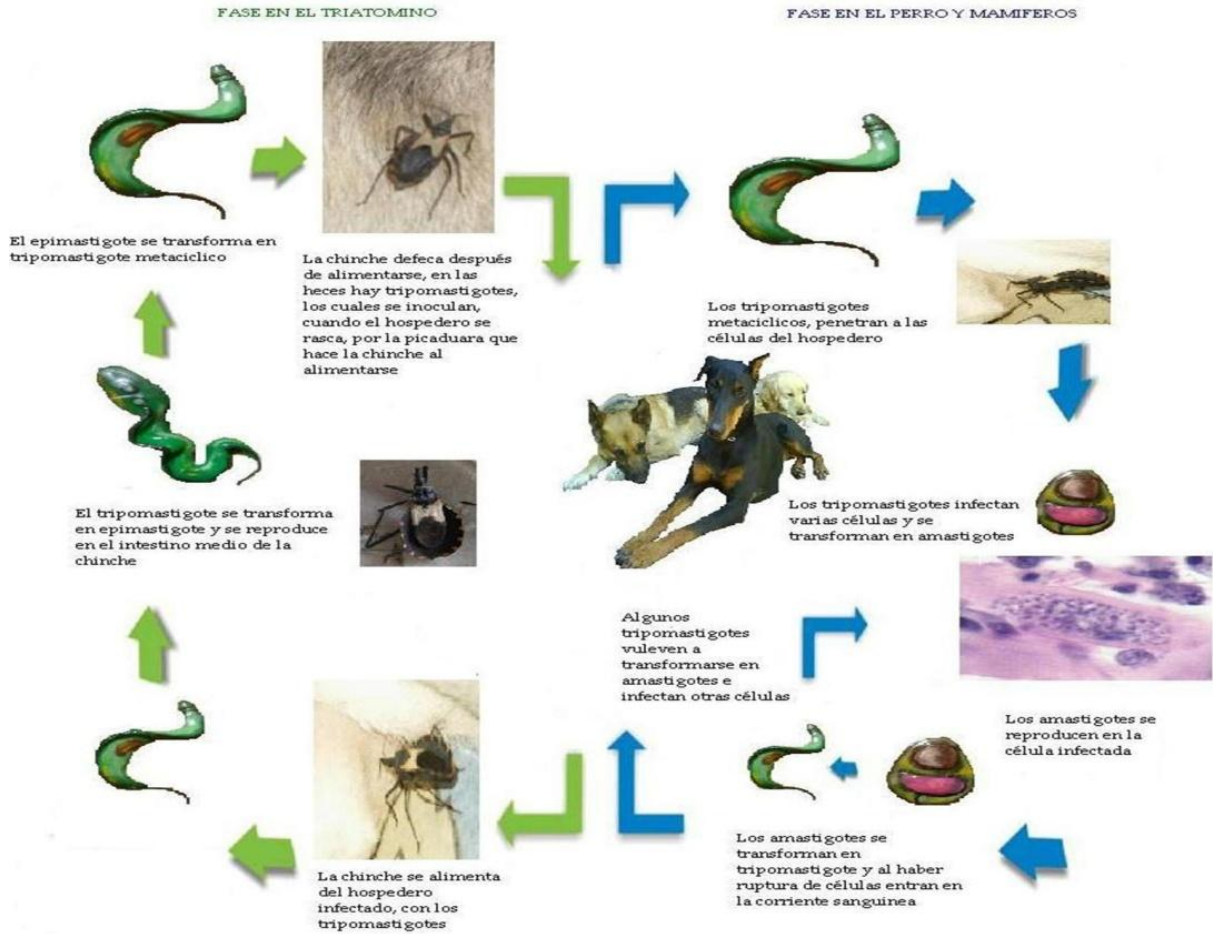 FASE EN EL TRIATOMINO
FASE EN EL PERRO Y MAMIFEROS
El epimastigote se transforma en
tripomastigote metaciclico
La chinche defeca después
de alimentarse, en las
heces hay tripomastigotes,
los cuales se inoculan,
cuando el hospedero se
rasca, por la picaduara que
hace la chinche al
alimentarse
Los tripomastigotes
metaciclicos, penetran a las
células del hospedero
El tripomastigote se transforma
en epimastigote y se reproduce
en el intestino medio de la
chinche
Los tripomastigotes infectan
varias células y se
transforman en amastigotes
Algunos
tripomastigotes
vuleven a
transformarse en
amastigotes e
infectan otras células
Los amastigotes se
reproducen en la
célula infectada
Los amastigotes se
transforman en
tripomastigote y al haber
ruptura de células entran en
la corriente sanguinea
La chinche se alimenta
del hospedero
infectado, con los
tripomastigotes